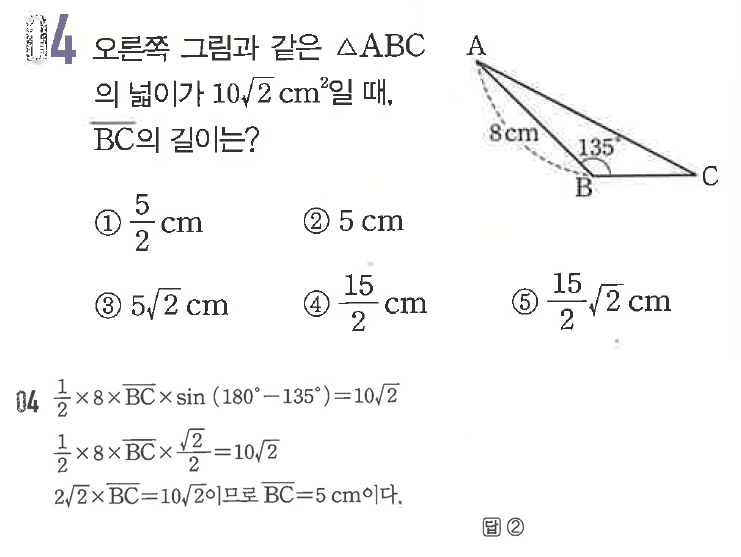 04 오른쪽 그림과 같은 △ABC
의 넓이가 10√2 cm²일 때,
BC의 길이는?
A
8cm
135°
B
C
① 5/2 cm ② 5 cm
③ 5√2 cm ④ 15/2 cm ⑤ 15/2 √2 cm
04 1/2 × 8 × BC × sin (180° - 135°) = 10√2
1/2 × 8 × BC × √2/2 = 10√2
2√2 × BC = 10√2이므로 BC = 5 cm이다.
답 ②